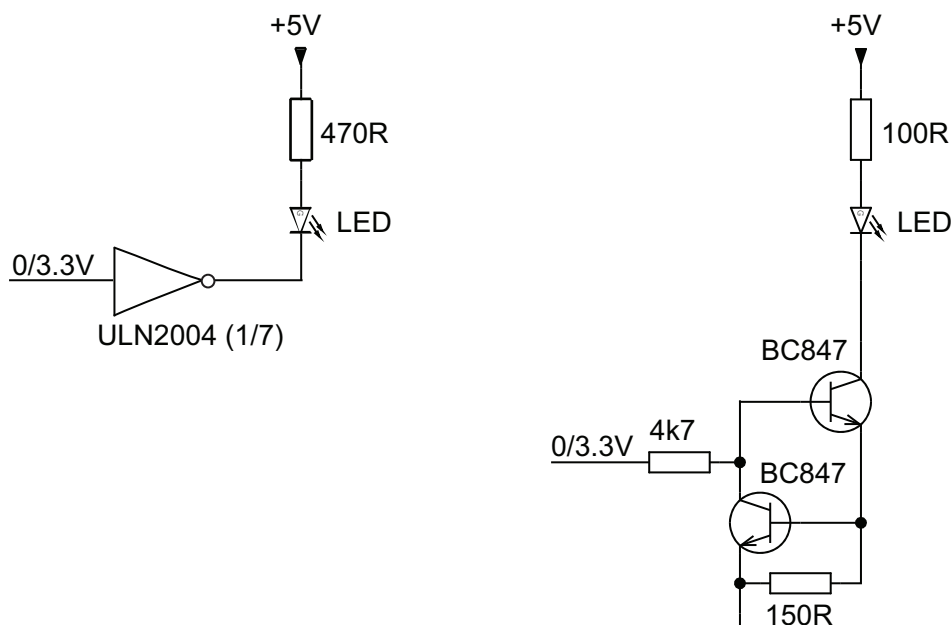 +5V
470R
LED
0/3.3V
ULN2004 (1/7)
+5V
100R
LED
BC847
4k7
0/3.3V
BC847
150R